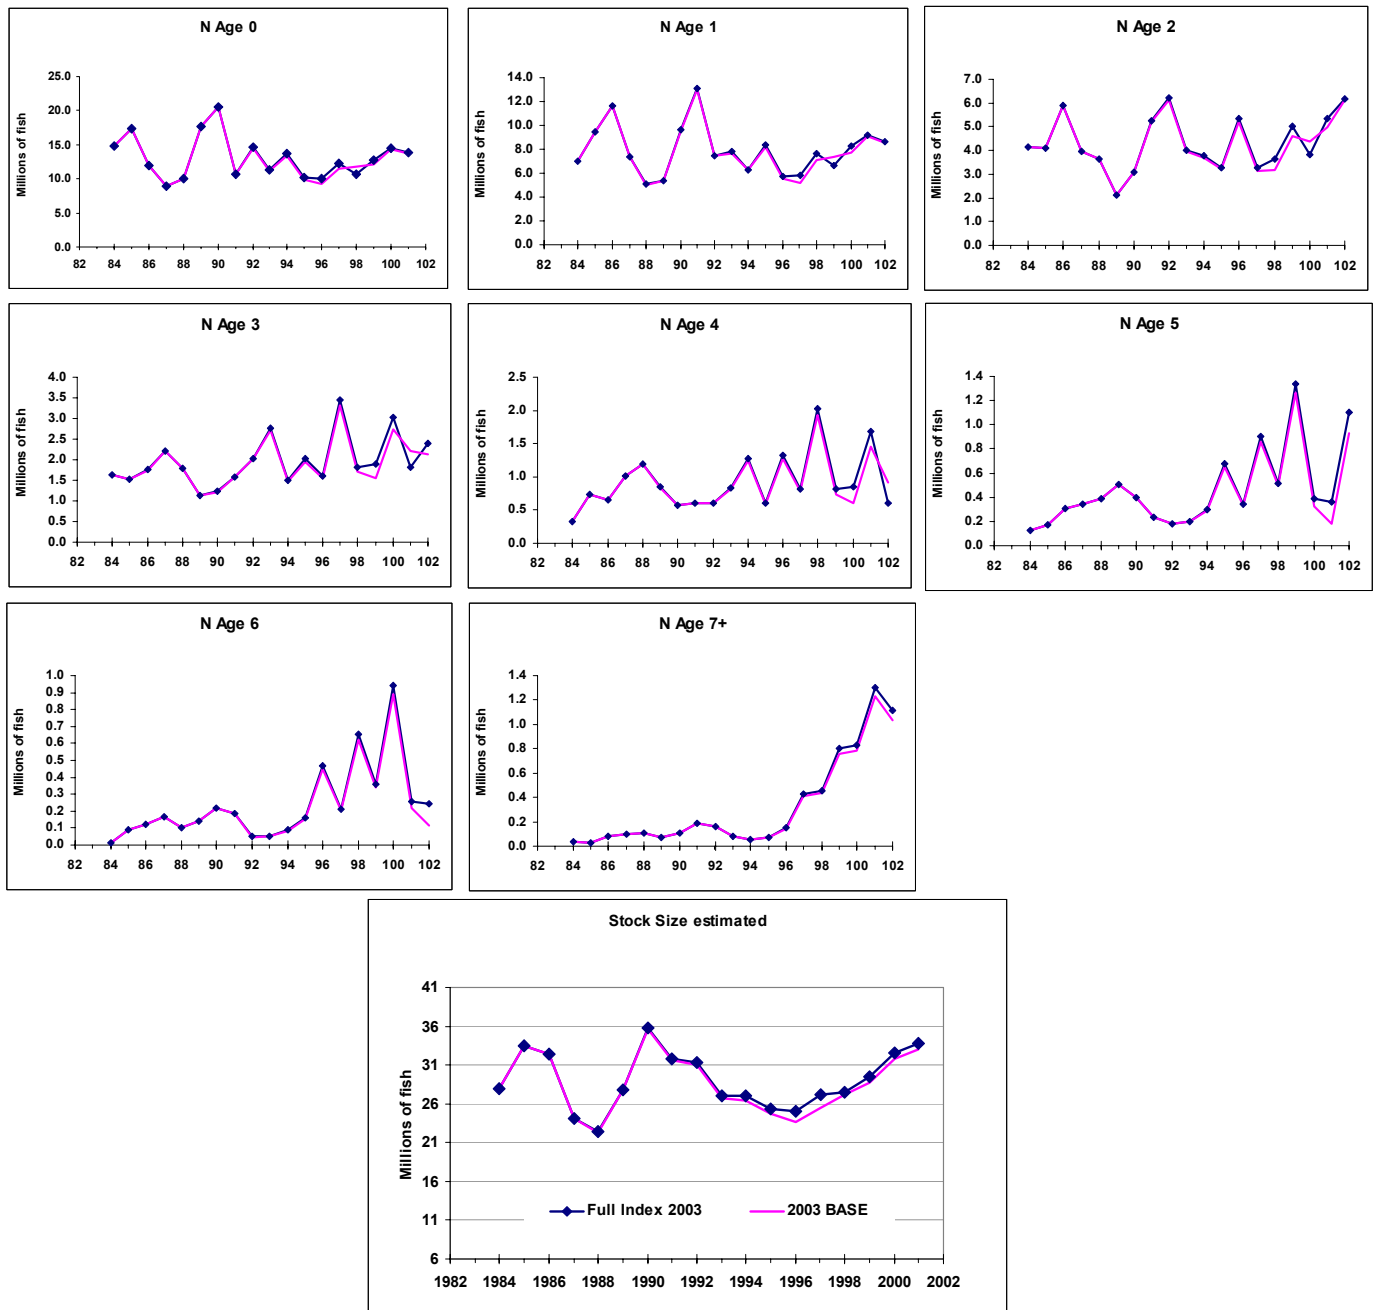 N Age 0
Millions of fish
25.0
20.0
15.0
10.0
5.0
0.0
82 84 86 88 90 92 94 96 98 100 102
N Age 1
Millions of fish
14.0
12.0
10.0
8.0
6.0
4.0
2.0
0.0
82 84 86 88 90 92 94 96 98 100 102
N Age 2
Millions of fish
7.0
6.0
5.0
4.0
3.0
2.0
1.0
0.0
82 84 86 88 90 92 94 96 98 100 102
N Age 3
Millions of fish
4.0
3.5
3.0
2.5
2.0
1.5
1.0
0.5
0.0
82 84 86 88 90 92 94 96 98 100 102
N Age 4
Millions of fish
2.5
2.0
1.5
1.0
0.5
0.0
82 84 86 88 90 92 94 96 98 100 102
N Age 5
Millions of fish
1.4
1.2
1.0
0.8
0.6
0.4
0.2
0.0
82 84 86 88 90 92 94 96 98 100 102
N Age 6
Millions of fish
1.0
0.9
0.8
0.7
0.6
0.5
0.4
0.3
0.2
0.1
0.0
82 84 86 88 90 92 94 96 98 100 102
N Age 7+
Millions of fish
1.4
1.2
1.0
0.8
0.6
0.4
0.2
0.0
82 84 86 88 90 92 94 96 98 100 102
Stock Size estimated
Millions of fish
41
36
31
26
21
16
11
6
Full Index 2003 2003 BASE
1982 1984 1986 1988 1990 1992 1994 1996 1998 2000 2002